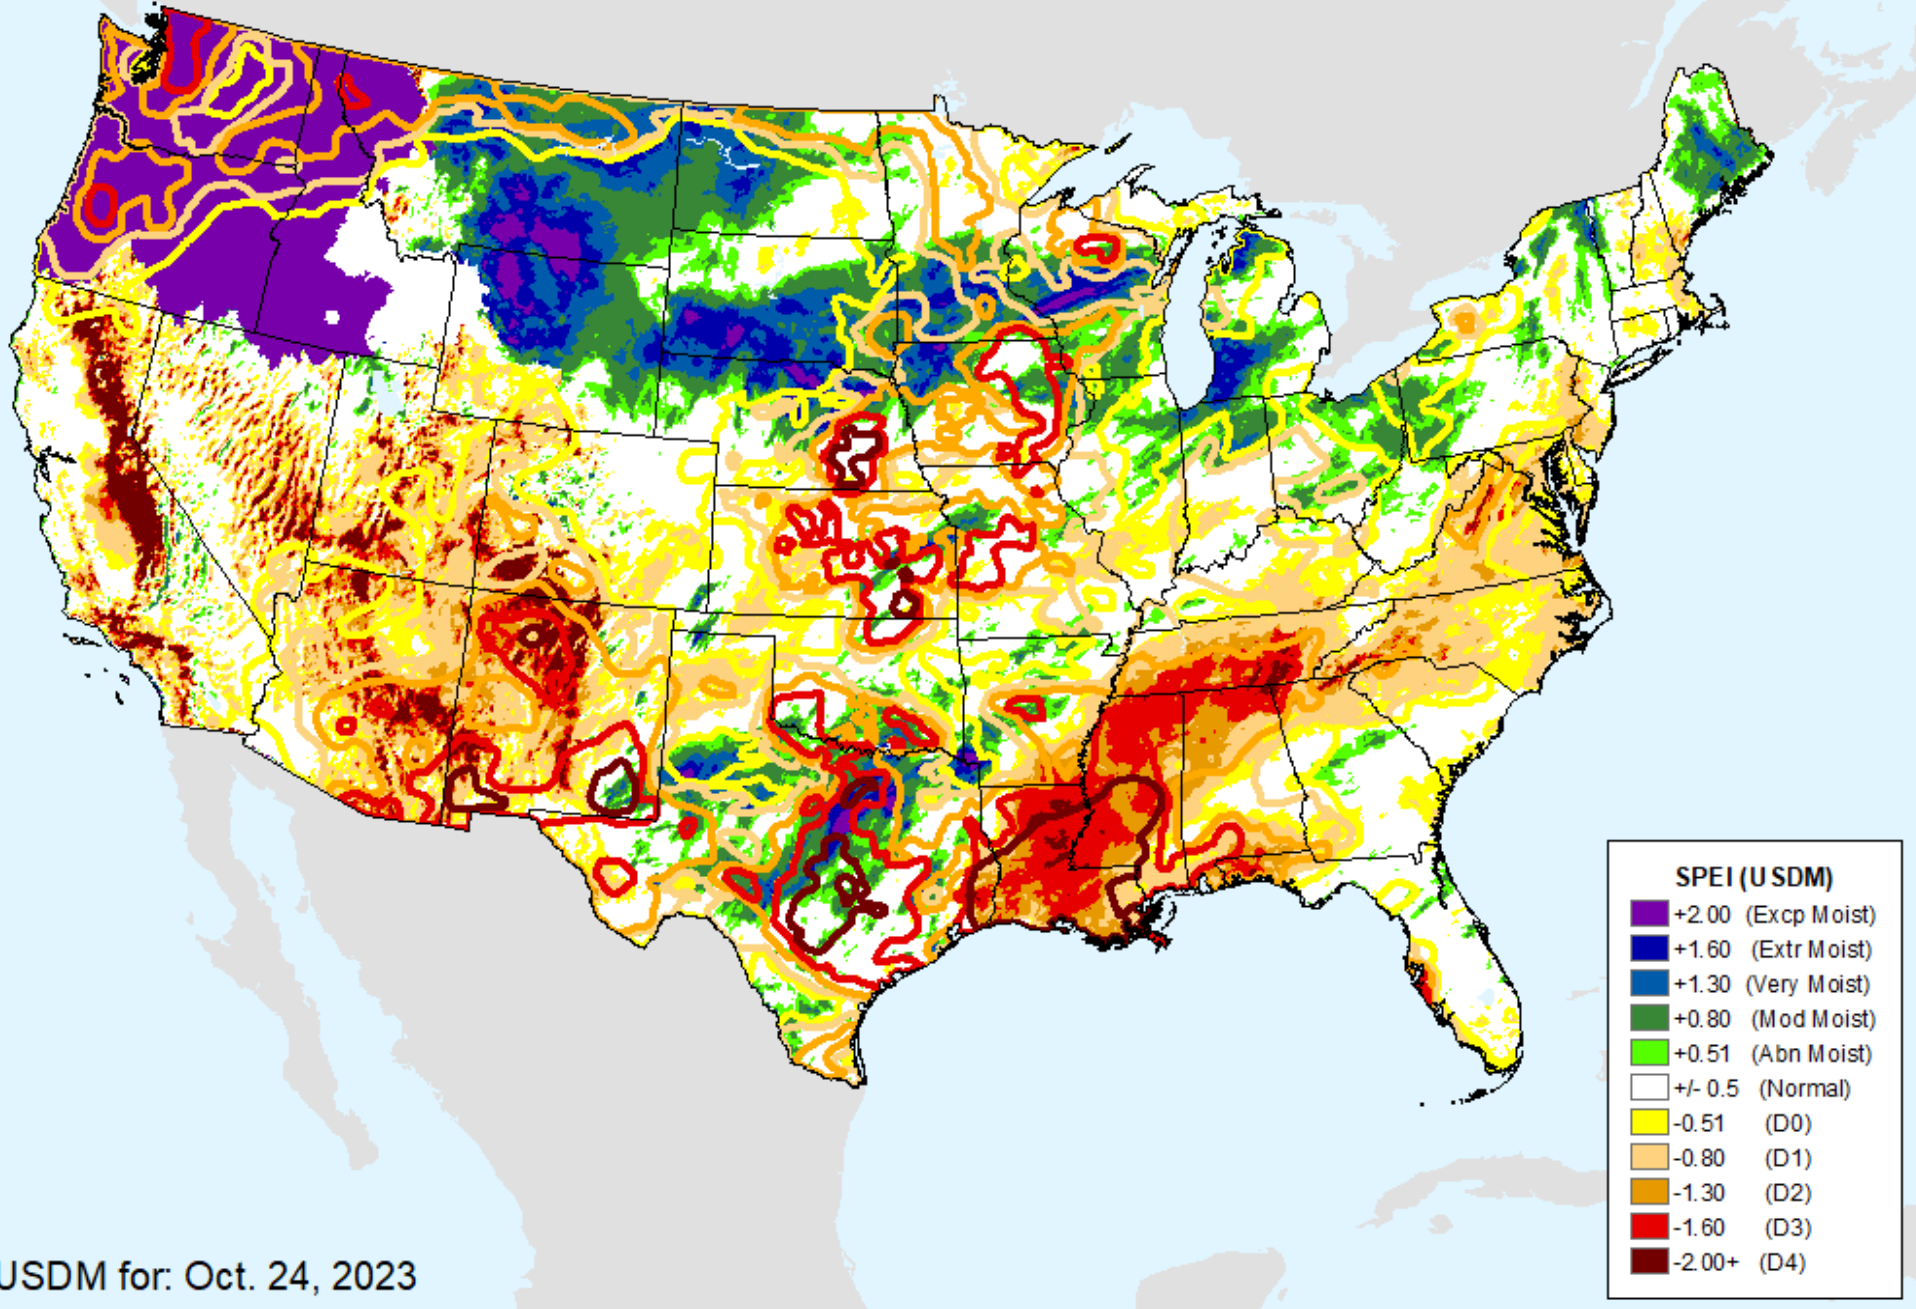 SPEI (USDM)
+2.00 (Excp Moist)
+1.60 (Extr Moist)
+1.30 (Very Moist)
+0.80 (Mod Moist)
+0.51 (Abn Moist)
+/- 0.5 (Normal)
-0.51 (D0)
-0.80 (D1)
-1.30 (D2)
-1.60 (D3)
-2.00+ (D4)
USDM for: Oct. 24, 2023